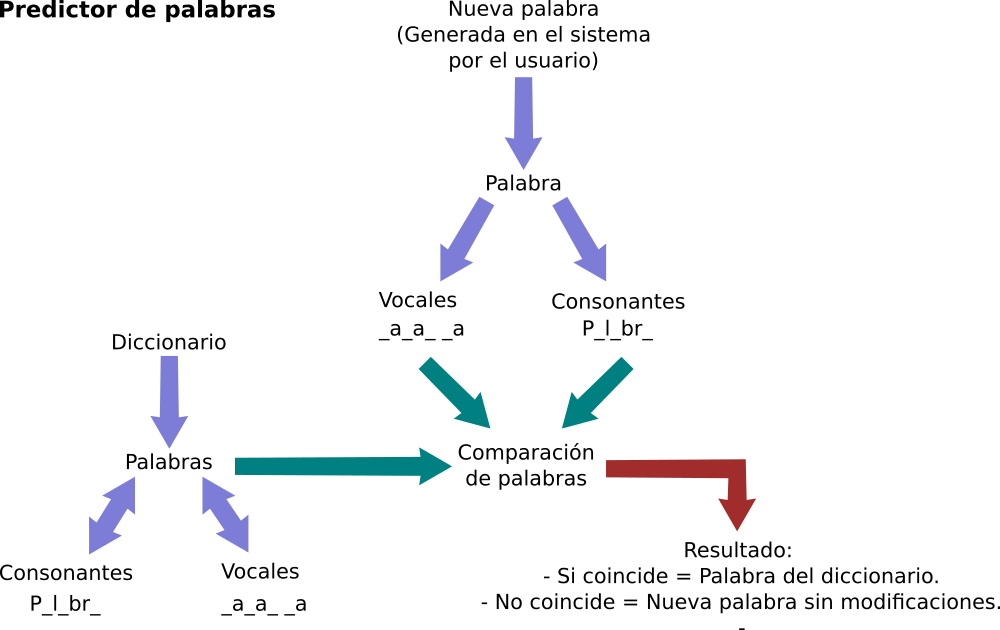 Predictor de palabras
Nueva palabra
(Generada en el sistema
por el usuario)
Palabra
Vocales
_a_a_ _a
Consonantes
P_l_br_
Diccionario
Palabras
Consonantes
P_l_br_
Vocales
_a_a_ _a
Comparación
de palabras
Resultado:
- Si coincide = Palabra del diccionario.
- No coincide = Nueva palabra sin modificaciones.
-